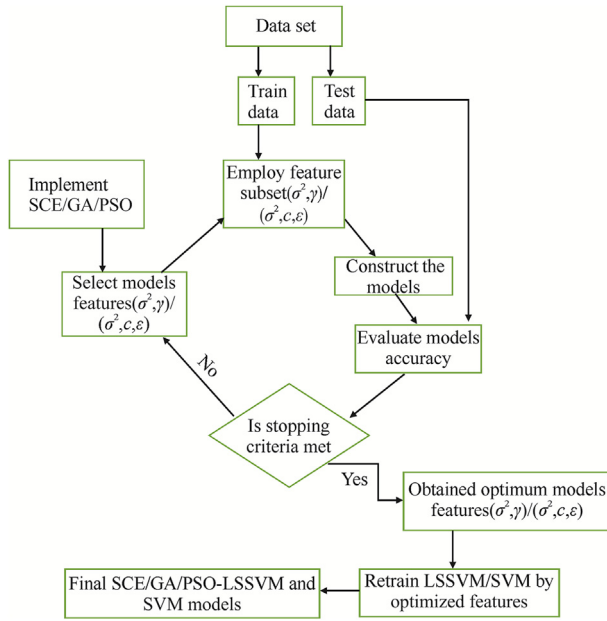 Data set
Train
data
Test
data
Implement
SCE/GA/PSO
Employ feature
subset(σ²,γ)/
(σ²,c,ε)
Select models
features(σ²,γ)/
(σ²,c,ε)
Construct the
models
Evaluate models
accuracy
No
Is stopping
criteria met
Yes
Obtained optimum models
features(σ²,γ)/(σ²,c,ε)
Final SCE/GA/PSO-LSSVM and
SVM models
Retrain LSSVM/SVM by
optimized features